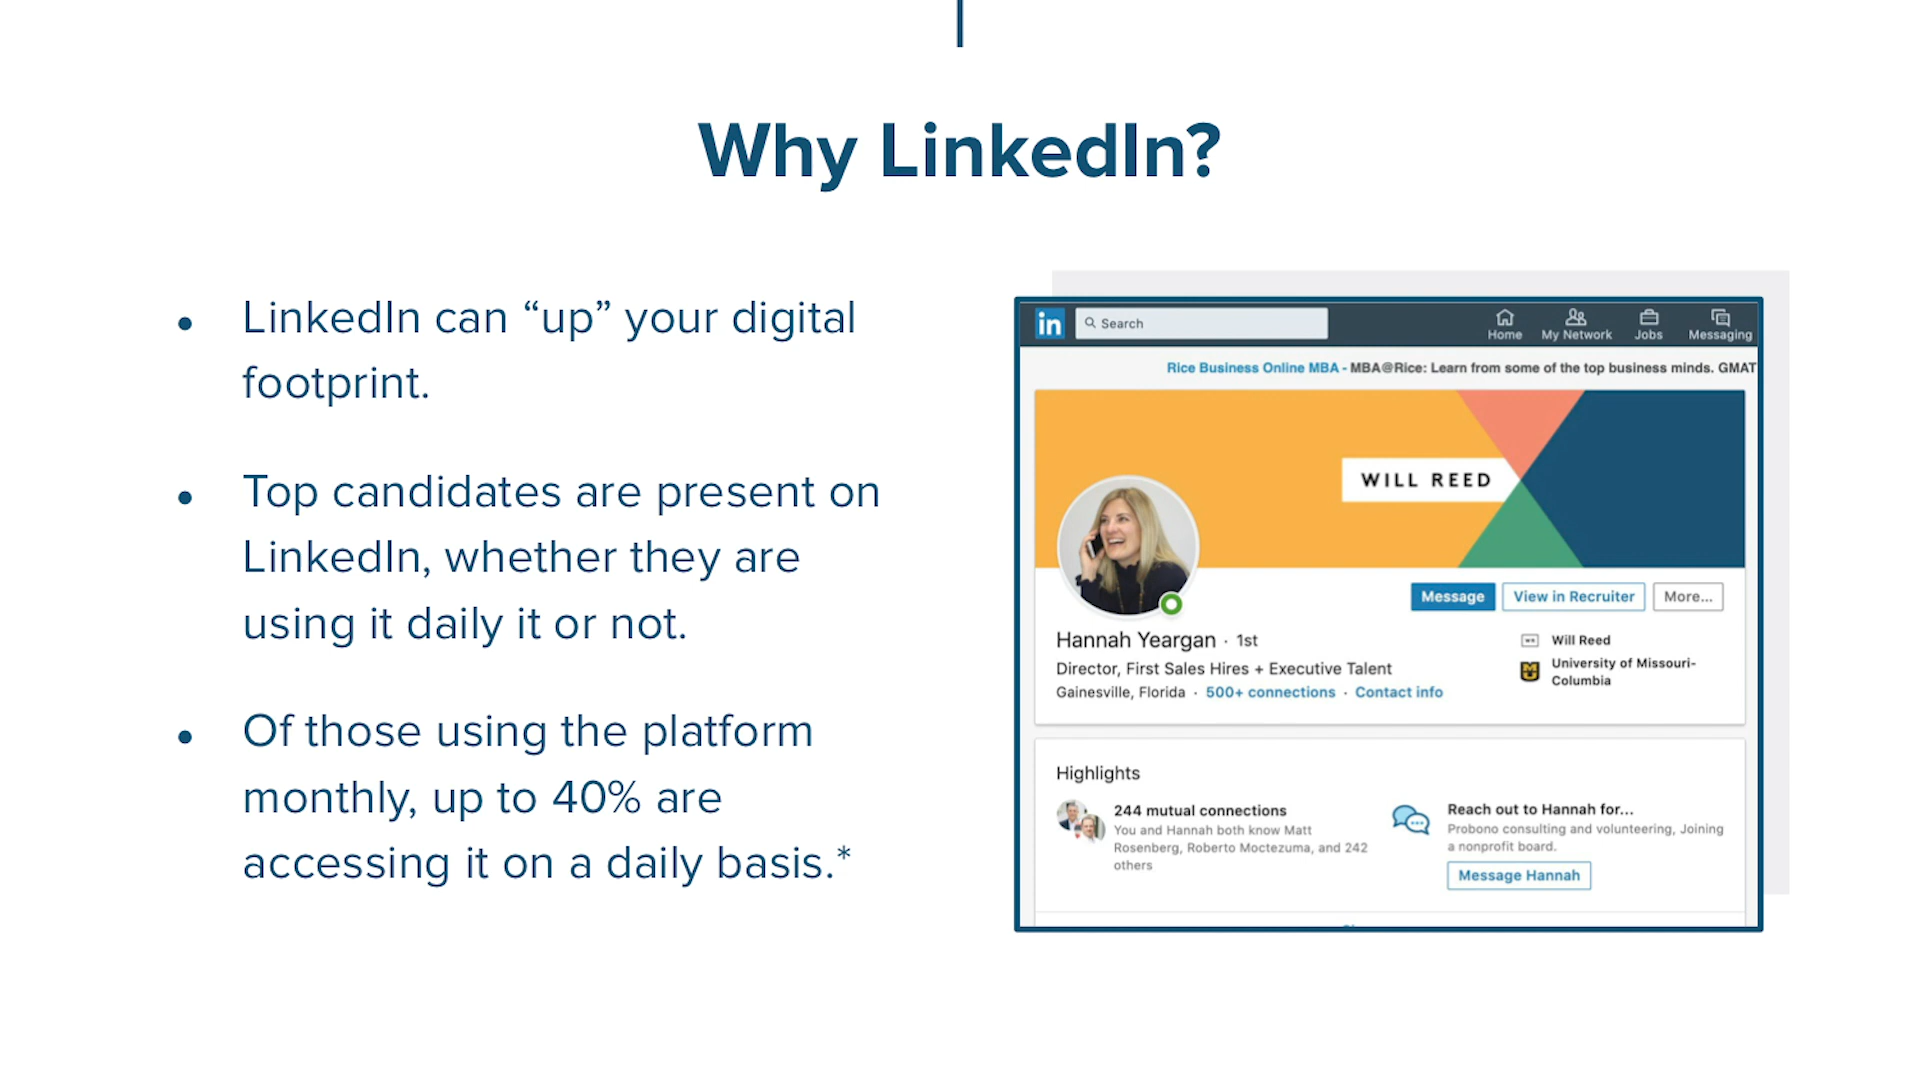 Why LinkedIn?
• LinkedIn can “up” your digital
footprint.
• Top candidates are present on
LinkedIn, whether they are
using it daily it or not.
• Of those using the platform
monthly, up to 40% are
accessing it on a daily basis.*
in Search Home My Network Jobs Messaging
Rice Business Online MBA - MBA@Rice: Learn from some of the top business minds. GMAT
WILL REED
Message View in Recruiter More...
Hannah Yeargan · 1st
Director, First Sales Hires + Executive Talent
Gainesville, Florida · 500+ connections · Contact info
Will Reed
University of Missouri-
Columbia
Highlights
244 mutual connections
You and Hannah both know Matt
Rosenberg, Roberto Moctezuma, and 242
others
Reach out to Hannah for...
Probono consulting and volunteering, Joining
a nonprofit board.
Message Hannah